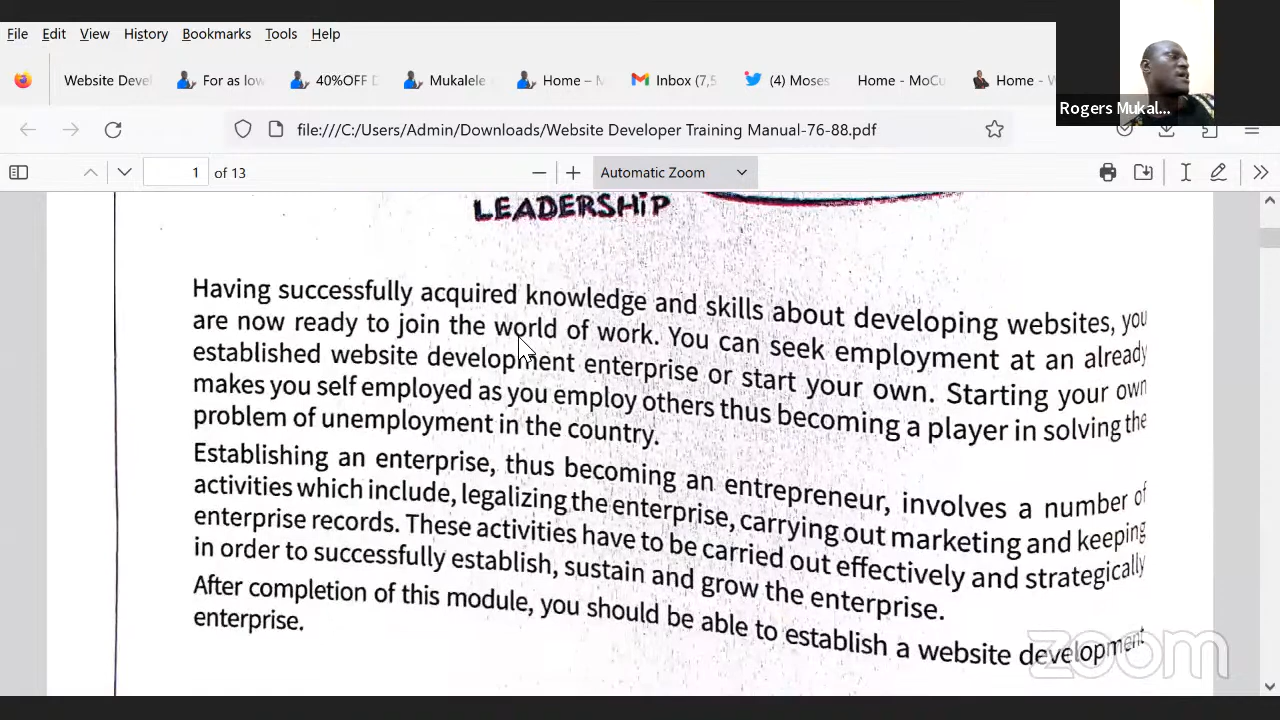 File Edit View History Bookmarks Tools Help
Website Devel For as low 40%OFF D Mukalele Home – M Inbox (7,5 (4) Moses Home - MoCu Home - W
Rogers Mukal...
file:///C:/Users/Admin/Downloads/Website Developer Training Manual-76-88.pdf
1 of 13 Automatic Zoom
LEADERSHiP
Having successfully acquired knowledge and skills about developing websites, you
are now ready to join the world of work. You can seek employment at an already
established website development enterprise or start your own. Starting your own
makes you self employed as you employ others thus becoming a player in solving the
problem of unemployment in the country.
Establishing an enterprise, thus becoming an entrepreneur, involves a number of
activities which include, legalizing the enterprise, carrying out marketing and keeping
enterprise records. These activities have to be carried out effectively and strategically
in order to successfully establish, sustain and grow the enterprise.
After completion of this module, you should be able to establish a website development
enterprise.
zoom